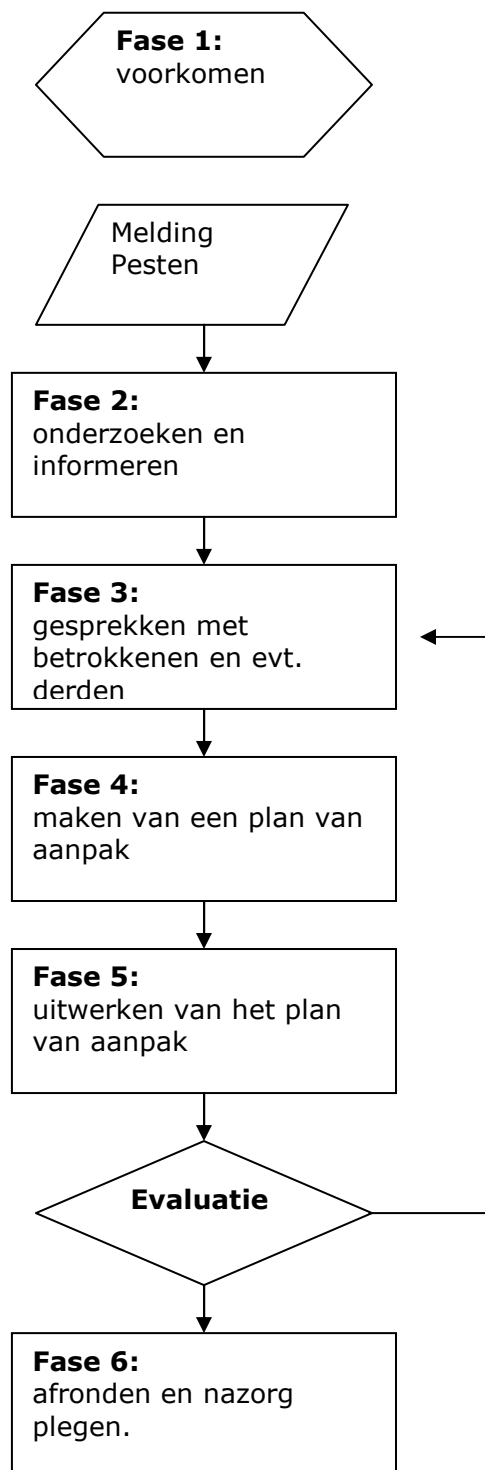 Fase 1:
voorkomen
Melding
Pesten
Fase 2:
onderzoeken en
informeren
Fase 3:
gesprekken met
betrokkenen en evt.
derden
Fase 4:
maken van een plan van
aanpak
Fase 5:
uitwerken van het plan
van aanpak
Evaluatie
Fase 6:
afronden en nazorg
plegen.